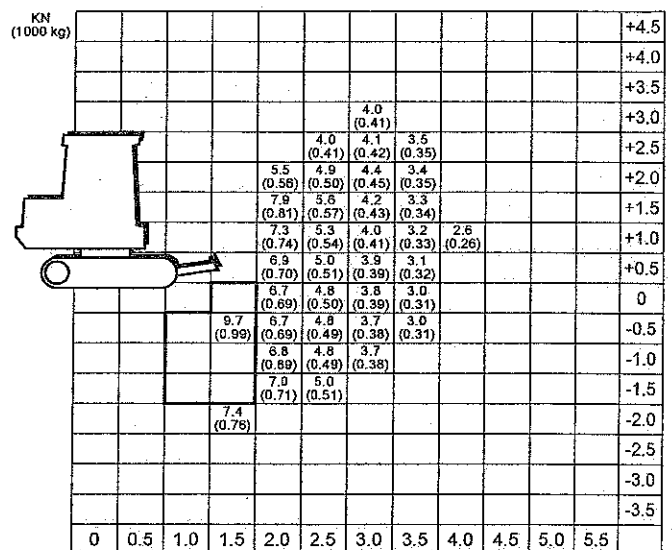 KN
(1000 kg)
+4.5
+4.0
+3.5
4.0 +3.0
(0.41)
4.0 4.1 3.5 +2.5
(0.41) (0.42) (0.35)
5.5 4.9 4.4 3.4 +2.0
(0.56) (0.50) (0.45) (0.35)
7.9 5.6 4.2 3.3 +1.5
(0.81) (0.57) (0.43) (0.34)
7.3 5.3 4.0 3.2 2.6 +1.0
(0.74) (0.54) (0.41) (0.33) (0.26)
6.9 5.0 3.9 3.1 +0.5
(0.70) (0.51) (0.39) (0.32)
6.7 4.8 3.8 3.0 0
(0.69) (0.50) (0.39) (0.31)
9.7 6.7 4.8 3.7 3.0 -0.5
(0.99) (0.69) (0.49) (0.38) (0.31)
6.8 4.8 3.7 -1.0
(0.69) (0.49) (0.38)
7.0 5.0 -1.5
(0.71) (0.51)
7.4 -2.0
(0.76)
-2.5
-3.0
-3.5
0 0.5 1.0 1.5 2.0 2.5 3.0 3.5 4.0 4.5 5.0 5.5